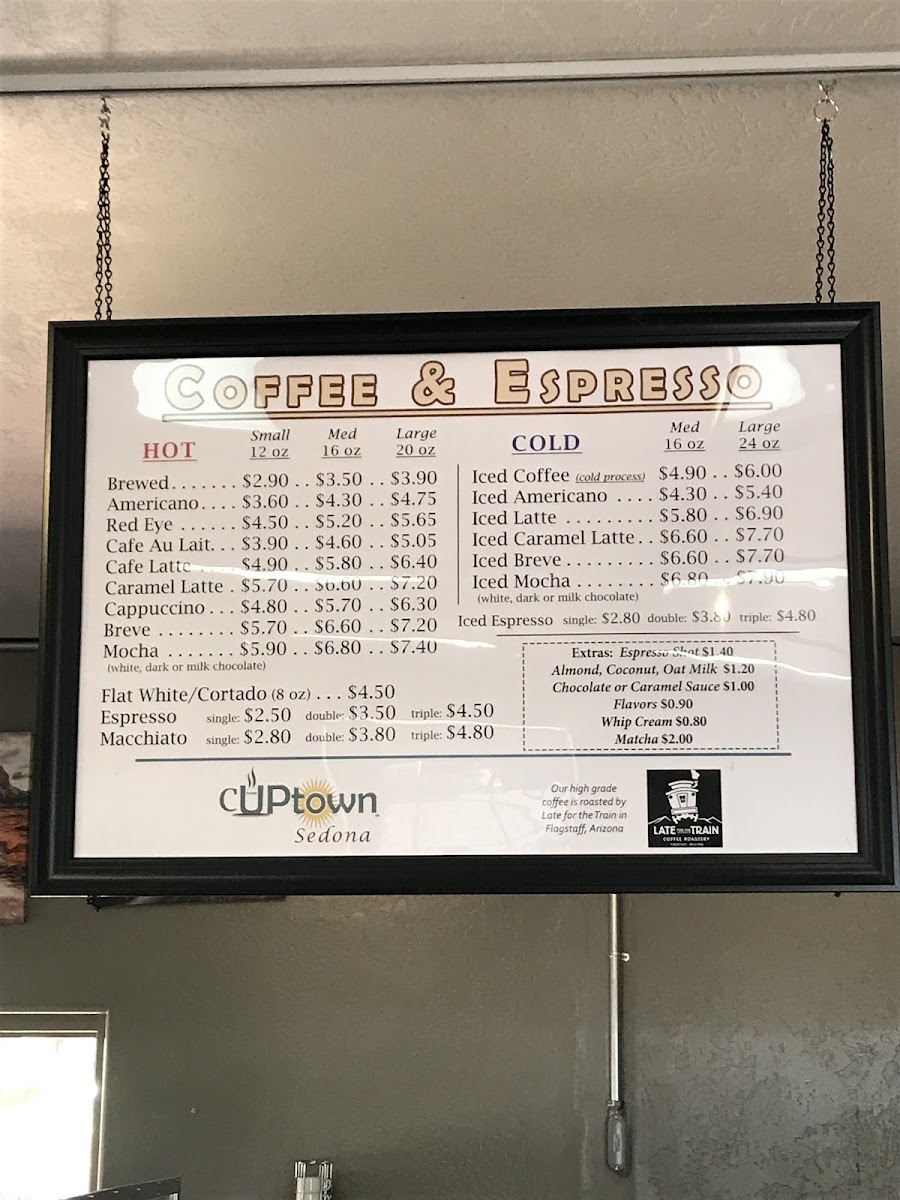 COFFEE & ESPRESSO
HOT
Small Med Large
12 oz 16 oz 20 oz
Brewed....... $2.90 .. $3.50 .. $3.90
Americano.... $3.60 .. $4.30 .. $4.75
Red Eye ...... $4.50 .. $5.20 .. $5.65
Cafe Au Lait... $3.90 .. $4.60 .. $5.05
Cafe Latte .... $4.90 .. $5.80 .. $6.40
Caramel Latte . $5.70 .. $6.60 .. $7.20
Cappuccino ... $4.80 .. $5.70 .. $6.30
Breve ........ $5.70 .. $6.60 .. $7.20
Mocha ....... $5.90 .. $6.80 .. $7.40
(white, dark or milk chocolate)
Flat White/Cortado (8 oz) ... $4.50
Espresso single: $2.50 double: $3.50 triple: $4.50
Macchiato single: $2.80 double: $3.80 triple: $4.80
COLD
Med Large
16 oz 24 oz
Iced Coffee (cold process) $4.90 .. $6.00
Iced Americano .... $4.30 .. $5.40
Iced Latte ......... $5.80 .. $6.90
Iced Caramel Latte .. $6.60 .. $7.70
Iced Breve ......... $6.60 .. $7.70
Iced Mocha ........ $6.80 .. $7.90
(white, dark or milk chocolate)
Iced Espresso single: $2.80 double: $3.80 triple: $4.80
Extras: Espresso Shot $1.40
Almond, Coconut, Oat Milk $1.20
Chocolate or Caramel Sauce $1.00
Flavors $0.90
Whip Cream $0.80
Matcha $2.00
CUPtown
Sedona
Our high grade
coffee is roasted by
Late for the Train in
Flagstaff, Arizona
LATE FOR THE TRAIN
COFFEE ROASTERY